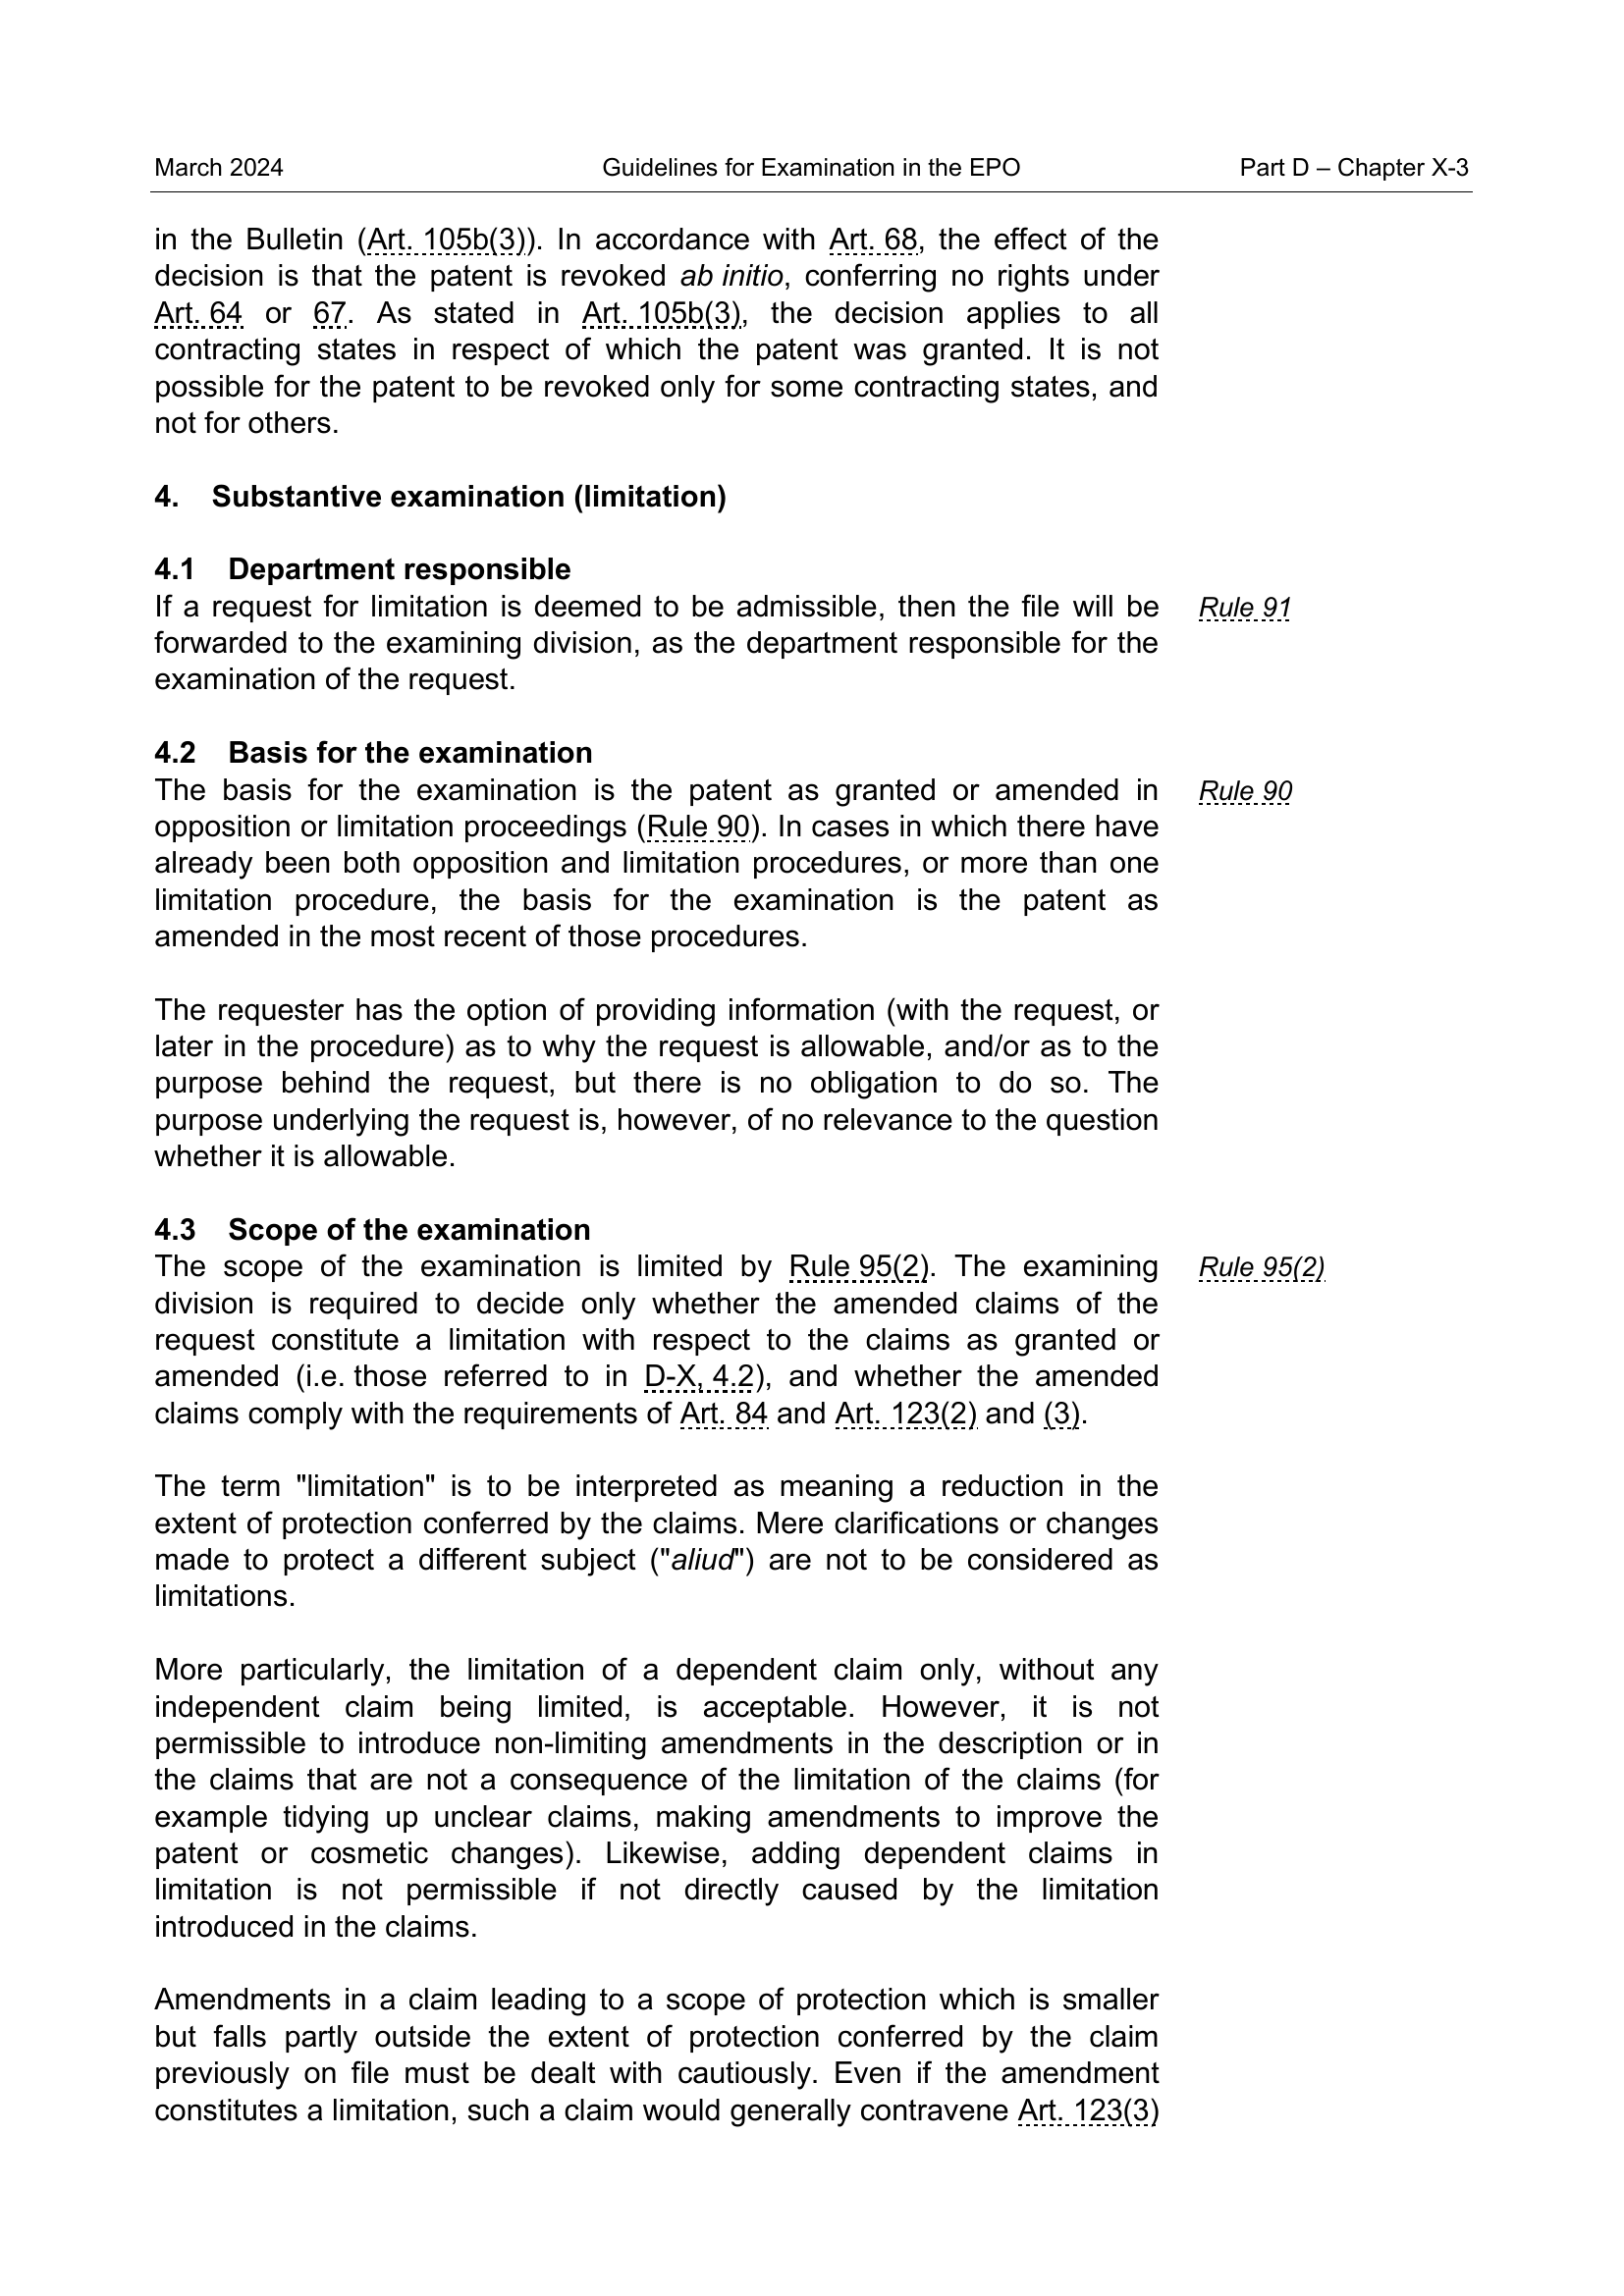 March 2024 Guidelines for Examination in the EPO Part D – Chapter X-3
in the Bulletin (Art. 105b(3)). In accordance with Art. 68, the effect of the
decision is that the patent is revoked ab initio, conferring no rights under
Art. 64 or 67. As stated in Art. 105b(3), the decision applies to all
contracting states in respect of which the patent was granted. It is not
possible for the patent to be revoked only for some contracting states, and
not for others.
4. Substantive examination (limitation)
4.1 Department responsible
If a request for limitation is deemed to be admissible, then the file will be Rule 91
forwarded to the examining division, as the department responsible for the
examination of the request.
4.2 Basis for the examination
The basis for the examination is the patent as granted or amended in Rule 90
opposition or limitation proceedings (Rule 90). In cases in which there have
already been both opposition and limitation procedures, or more than one
limitation procedure, the basis for the examination is the patent as
amended in the most recent of those procedures.
The requester has the option of providing information (with the request, or
later in the procedure) as to why the request is allowable, and/or as to the
purpose behind the request, but there is no obligation to do so. The
purpose underlying the request is, however, of no relevance to the question
whether it is allowable.
4.3 Scope of the examination
The scope of the examination is limited by Rule 95(2). The examining Rule 95(2)
division is required to decide only whether the amended claims of the
request constitute a limitation with respect to the claims as granted or
amended (i.e. those referred to in D-X, 4.2), and whether the amended
claims comply with the requirements of Art. 84 and Art. 123(2) and (3).
The term "limitation" is to be interpreted as meaning a reduction in the
extent of protection conferred by the claims. Mere clarifications or changes
made to protect a different subject ("aliud") are not to be considered as
limitations.
More particularly, the limitation of a dependent claim only, without any
independent claim being limited, is acceptable. However, it is not
permissible to introduce non-limiting amendments in the description or in
the claims that are not a consequence of the limitation of the claims (for
example tidying up unclear claims, making amendments to improve the
patent or cosmetic changes). Likewise, adding dependent claims in
limitation is not permissible if not directly caused by the limitation
introduced in the claims.
Amendments in a claim leading to a scope of protection which is smaller
but falls partly outside the extent of protection conferred by the claim
previously on file must be dealt with cautiously. Even if the amendment
constitutes a limitation, such a claim would generally contravene Art. 123(3)